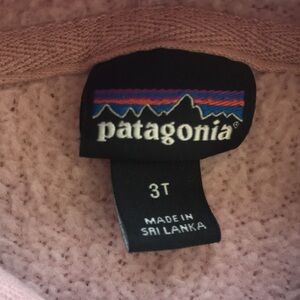 patagonia®
3T
MADE IN
SRI LANKA